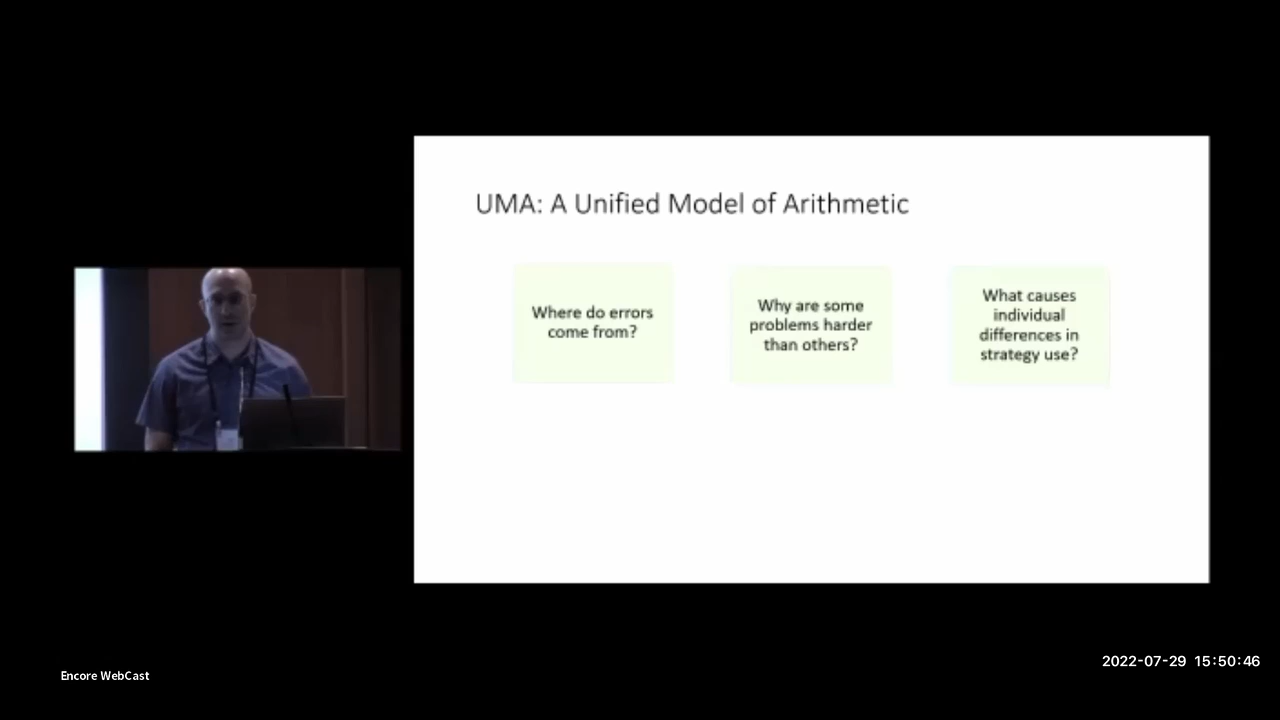 UMA: A Unified Model of Arithmetic
Where do errors
come from?
Why are some
problems harder
than others?
What causes
individual
differences in
strategy use?
Encore WebCast
2022-07-29 15:50:46